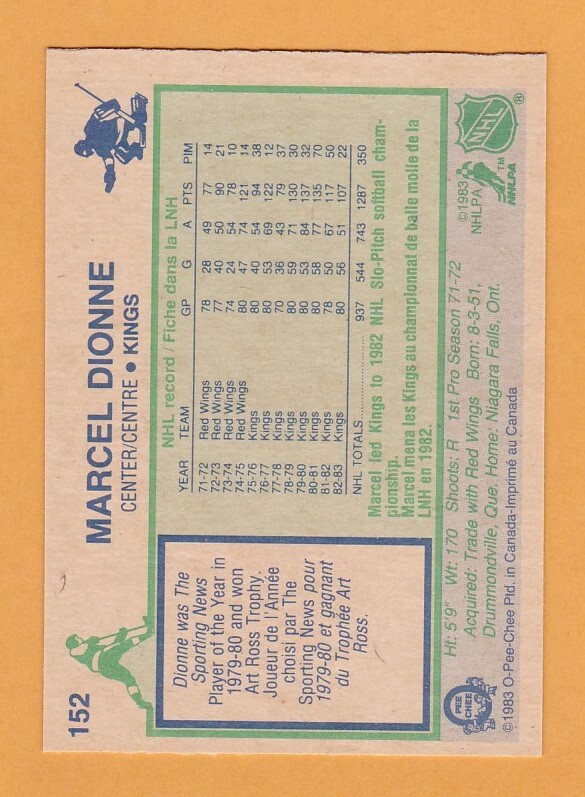 152
MARCEL DIONNE
CENTER/CENTRE • KINGS
Dionne was The
Sporting News
Player of the Year in
1979-80 and won
Art Ross Trophy.
Joueur de l'Année
choisi par The
Sporting News pour
1979-80 et gagnant
du Trophée Art
Ross.
NHL record / Fiche dans la LNH
YEAR TEAM GP G A PTS PIM
71-72 Red Wings 78 28 49 77 14
72-73 Red Wings 77 40 50 90 21
73-74 Red Wings 74 24 54 78 10
74-75 Red Wings 80 47 74 121 14
75-76 Kings 80 40 54 94 38
76-77 Kings 80 53 69 122 12
77-78 Kings 70 36 43 79 37
78-79 Kings 80 59 71 130 30
79-80 Kings 80 53 84 137 32
80-81 Kings 80 58 77 135 70
81-82 Kings 78 50 67 117 50
82-83 Kings 80 56 51 107 22
NHL TOTALS .......... 937 544 743 1287 350
Marcel tied Kings to 1982 NHL Slo-Pitch softball cham-
pionship.
Marcel mena les Kings au championnat de balle molle de la
LNH en 1982.
Ht: 5'9" Wt: 170 Shoots: R 1st Pro Season 71-72
Acquired: Trade with Red Wings Born: 8-3-51,
Drummondville, Que. Home: Niagara Falls, Ont.
O-PEE-CHEE
© 1983 O-Pee-Chee Ptd. in Canada-Imprimé au Canada
© 1983
NHLPA
NHLPA ™
NHL ®